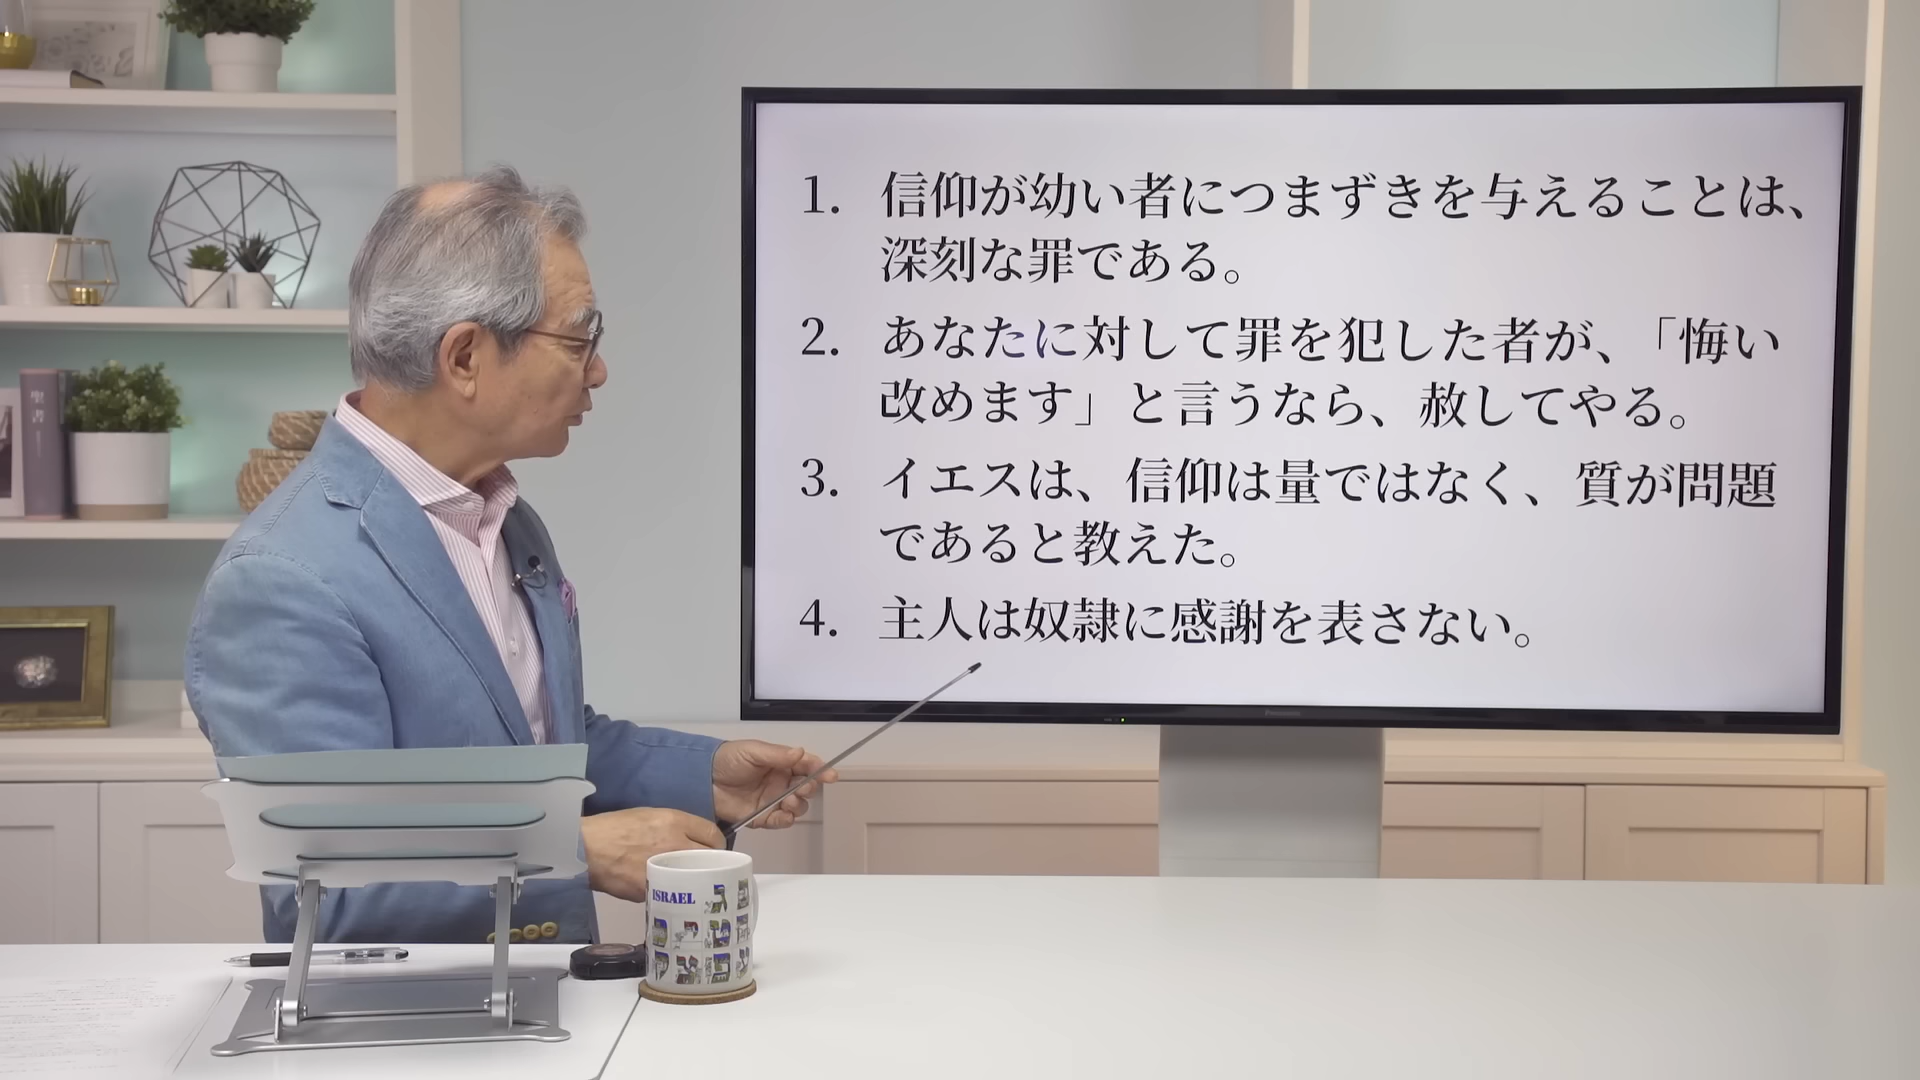 1. 信仰が幼い者につまずきを与えることは、
深刻な罪である。
2. あなたに対して罪を犯した者が、「悔い
改めます」と言うなら、赦してやる。
3. イエスは、信仰は量ではなく、質が問題
であると教えた。
4. 主人は奴隷に感謝を表さない。
聖書
ISRAEL